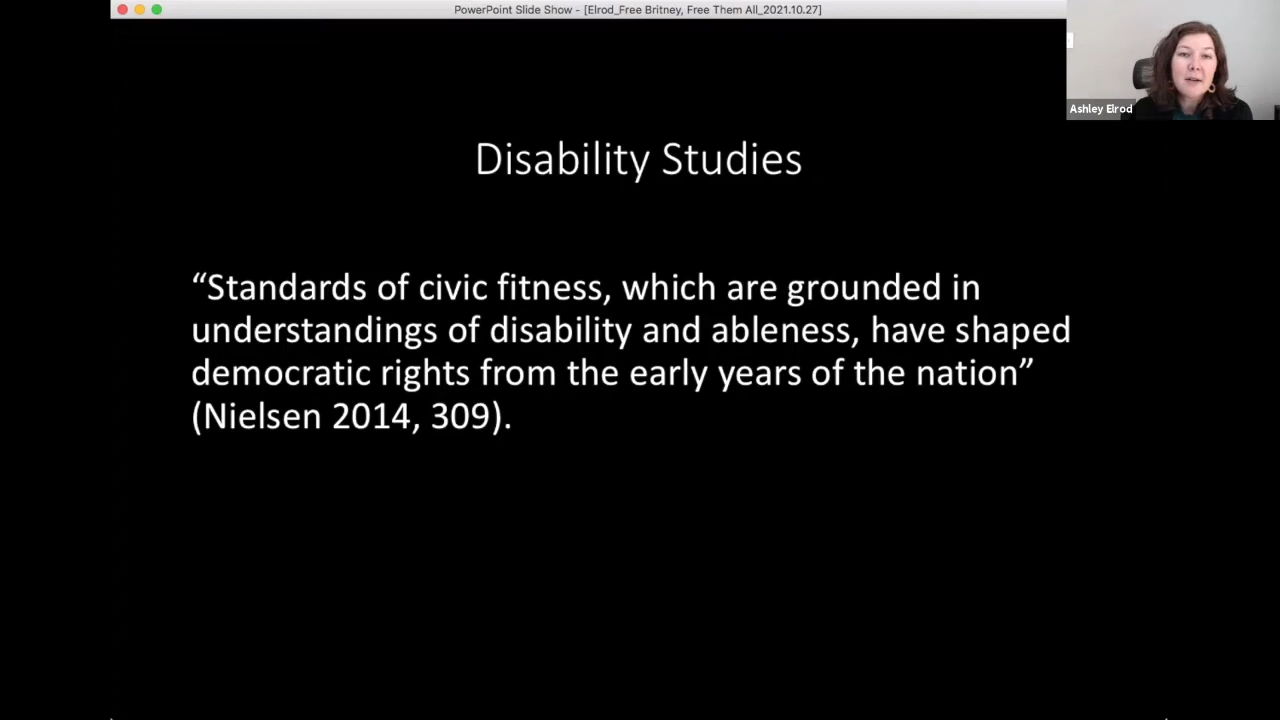 PowerPoint Slide Show - [Elrod_Free Britney, Free Them All_2021.10.27]
Ashley Elrod
Disability Studies
“Standards of civic fitness, which are grounded in
understandings of disability and ableness, have shaped
democratic rights from the early years of the nation”
(Nielsen 2014, 309).